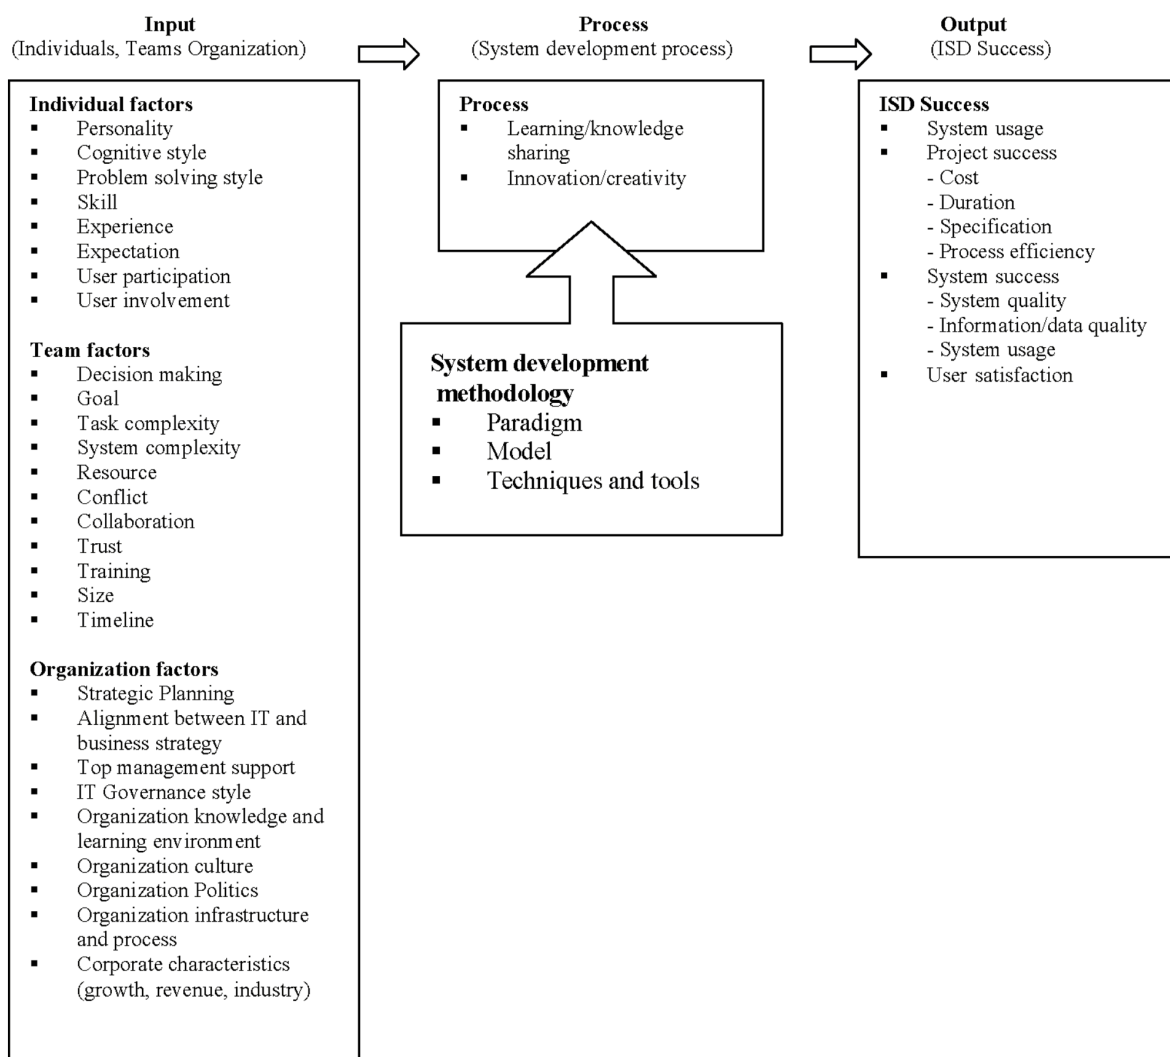 Input
(Individuals, Teams Organization)
Process
(System development process)
Output
(ISD Success)
Individual factors
▪ Personality
▪ Cognitive style
▪ Problem solving style
▪ Skill
▪ Experience
▪ Expectation
▪ User participation
▪ User involvement
Team factors
▪ Decision making
▪ Goal
▪ Task complexity
▪ System complexity
▪ Resource
▪ Conflict
▪ Collaboration
▪ Trust
▪ Training
▪ Size
▪ Timeline
Organization factors
▪ Strategic Planning
▪ Alignment between IT and
business strategy
▪ Top management support
▪ IT Governance style
▪ Organization knowledge and
learning environment
▪ Organization culture
▪ Organization Politics
▪ Organization infrastructure
and process
▪ Corporate characteristics
(growth, revenue, industry)
Process
▪ Learning/knowledge
sharing
▪ Innovation/creativity
System development
methodology
▪ Paradigm
▪ Model
▪ Techniques and tools
ISD Success
▪ System usage
▪ Project success
- Cost
- Duration
- Specification
- Process efficiency
▪ System success
- System quality
- Information/data quality
- System usage
▪ User satisfaction